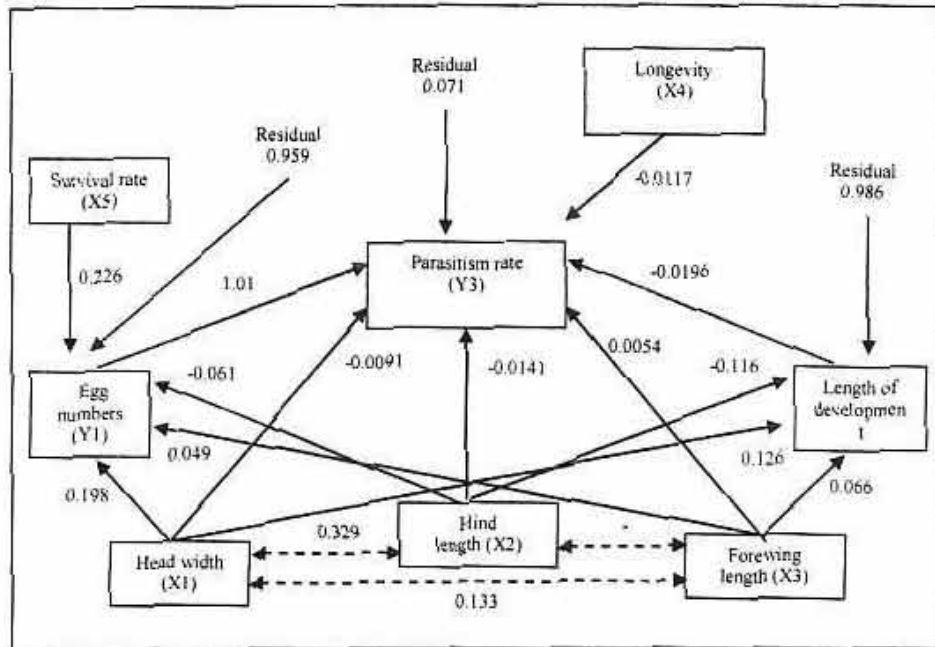 Residual
0.071
Longevity
(X4)
Residual
0.959
Survival rate
(X5)
-0.0117
Residual
0.986
Parasitism rate
(Y3)
0.226
1.01
-0.0196
-0.061
-0.0091
-0.0141
0.0054
-0.116
Egg
numbers
(Y1)
Length of
developmen
t
0.049
0.126
0.198
0.066
0.329
Hind
length (X2)
Head width
(X1)
Forewing
length (X3)
0.133